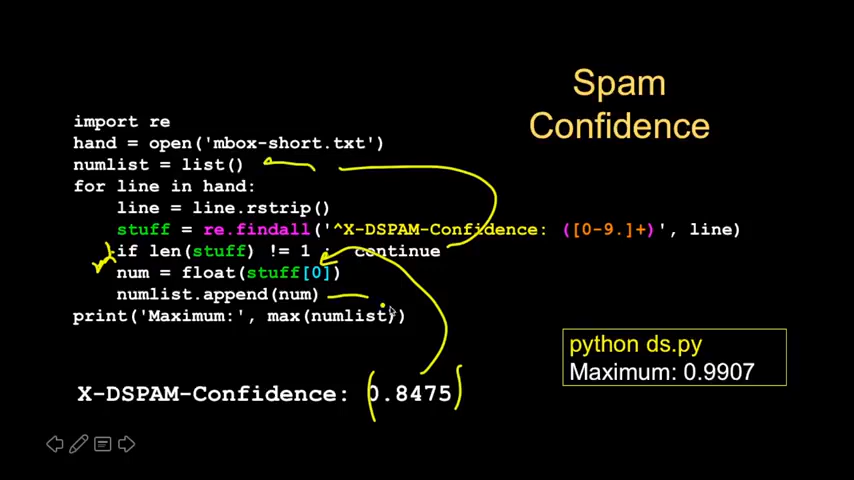 Spam
Confidence
import re
hand = open('mbox-short.txt')
numlist = list()
for line in hand:
    line = line.rstrip()
    stuff = re.findall('^X-DSPAM-Confidence: ([0-9.]+)', line)
    if len(stuff) != 1 :  continue
    num = float(stuff[0])
    numlist.append(num)
print('Maximum:', max(numlist))
python ds.py
Maximum: 0.9907
X-DSPAM-Confidence: 0.8475